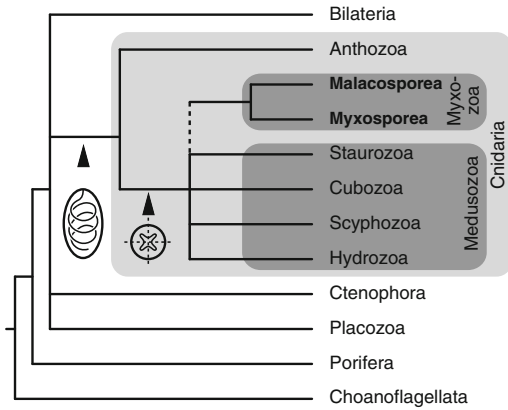 Bilateria
Anthozoa
Malacosporea
Myxosporea
Myxo-
zoa
Staurozoa
Cubozoa
Scyphozoa
Hydrozoa
Medusozoa
Cnidaria
Ctenophora
Placozoa
Porifera
Choanoflagellata